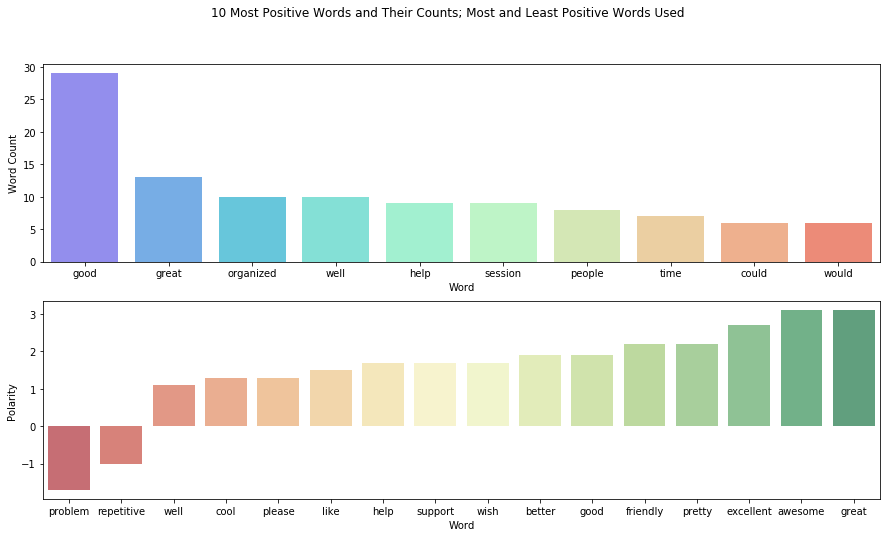 10 Most Positive Words and Their Counts; Most and Least Positive Words Used
30
25
20
15
10
5
0
Word Count
good great organized well help session people time could would
Word
3
2
1
0
−1
Polarity
problem repetitive well cool please like help support wish better good friendly pretty excellent awesome great
Word